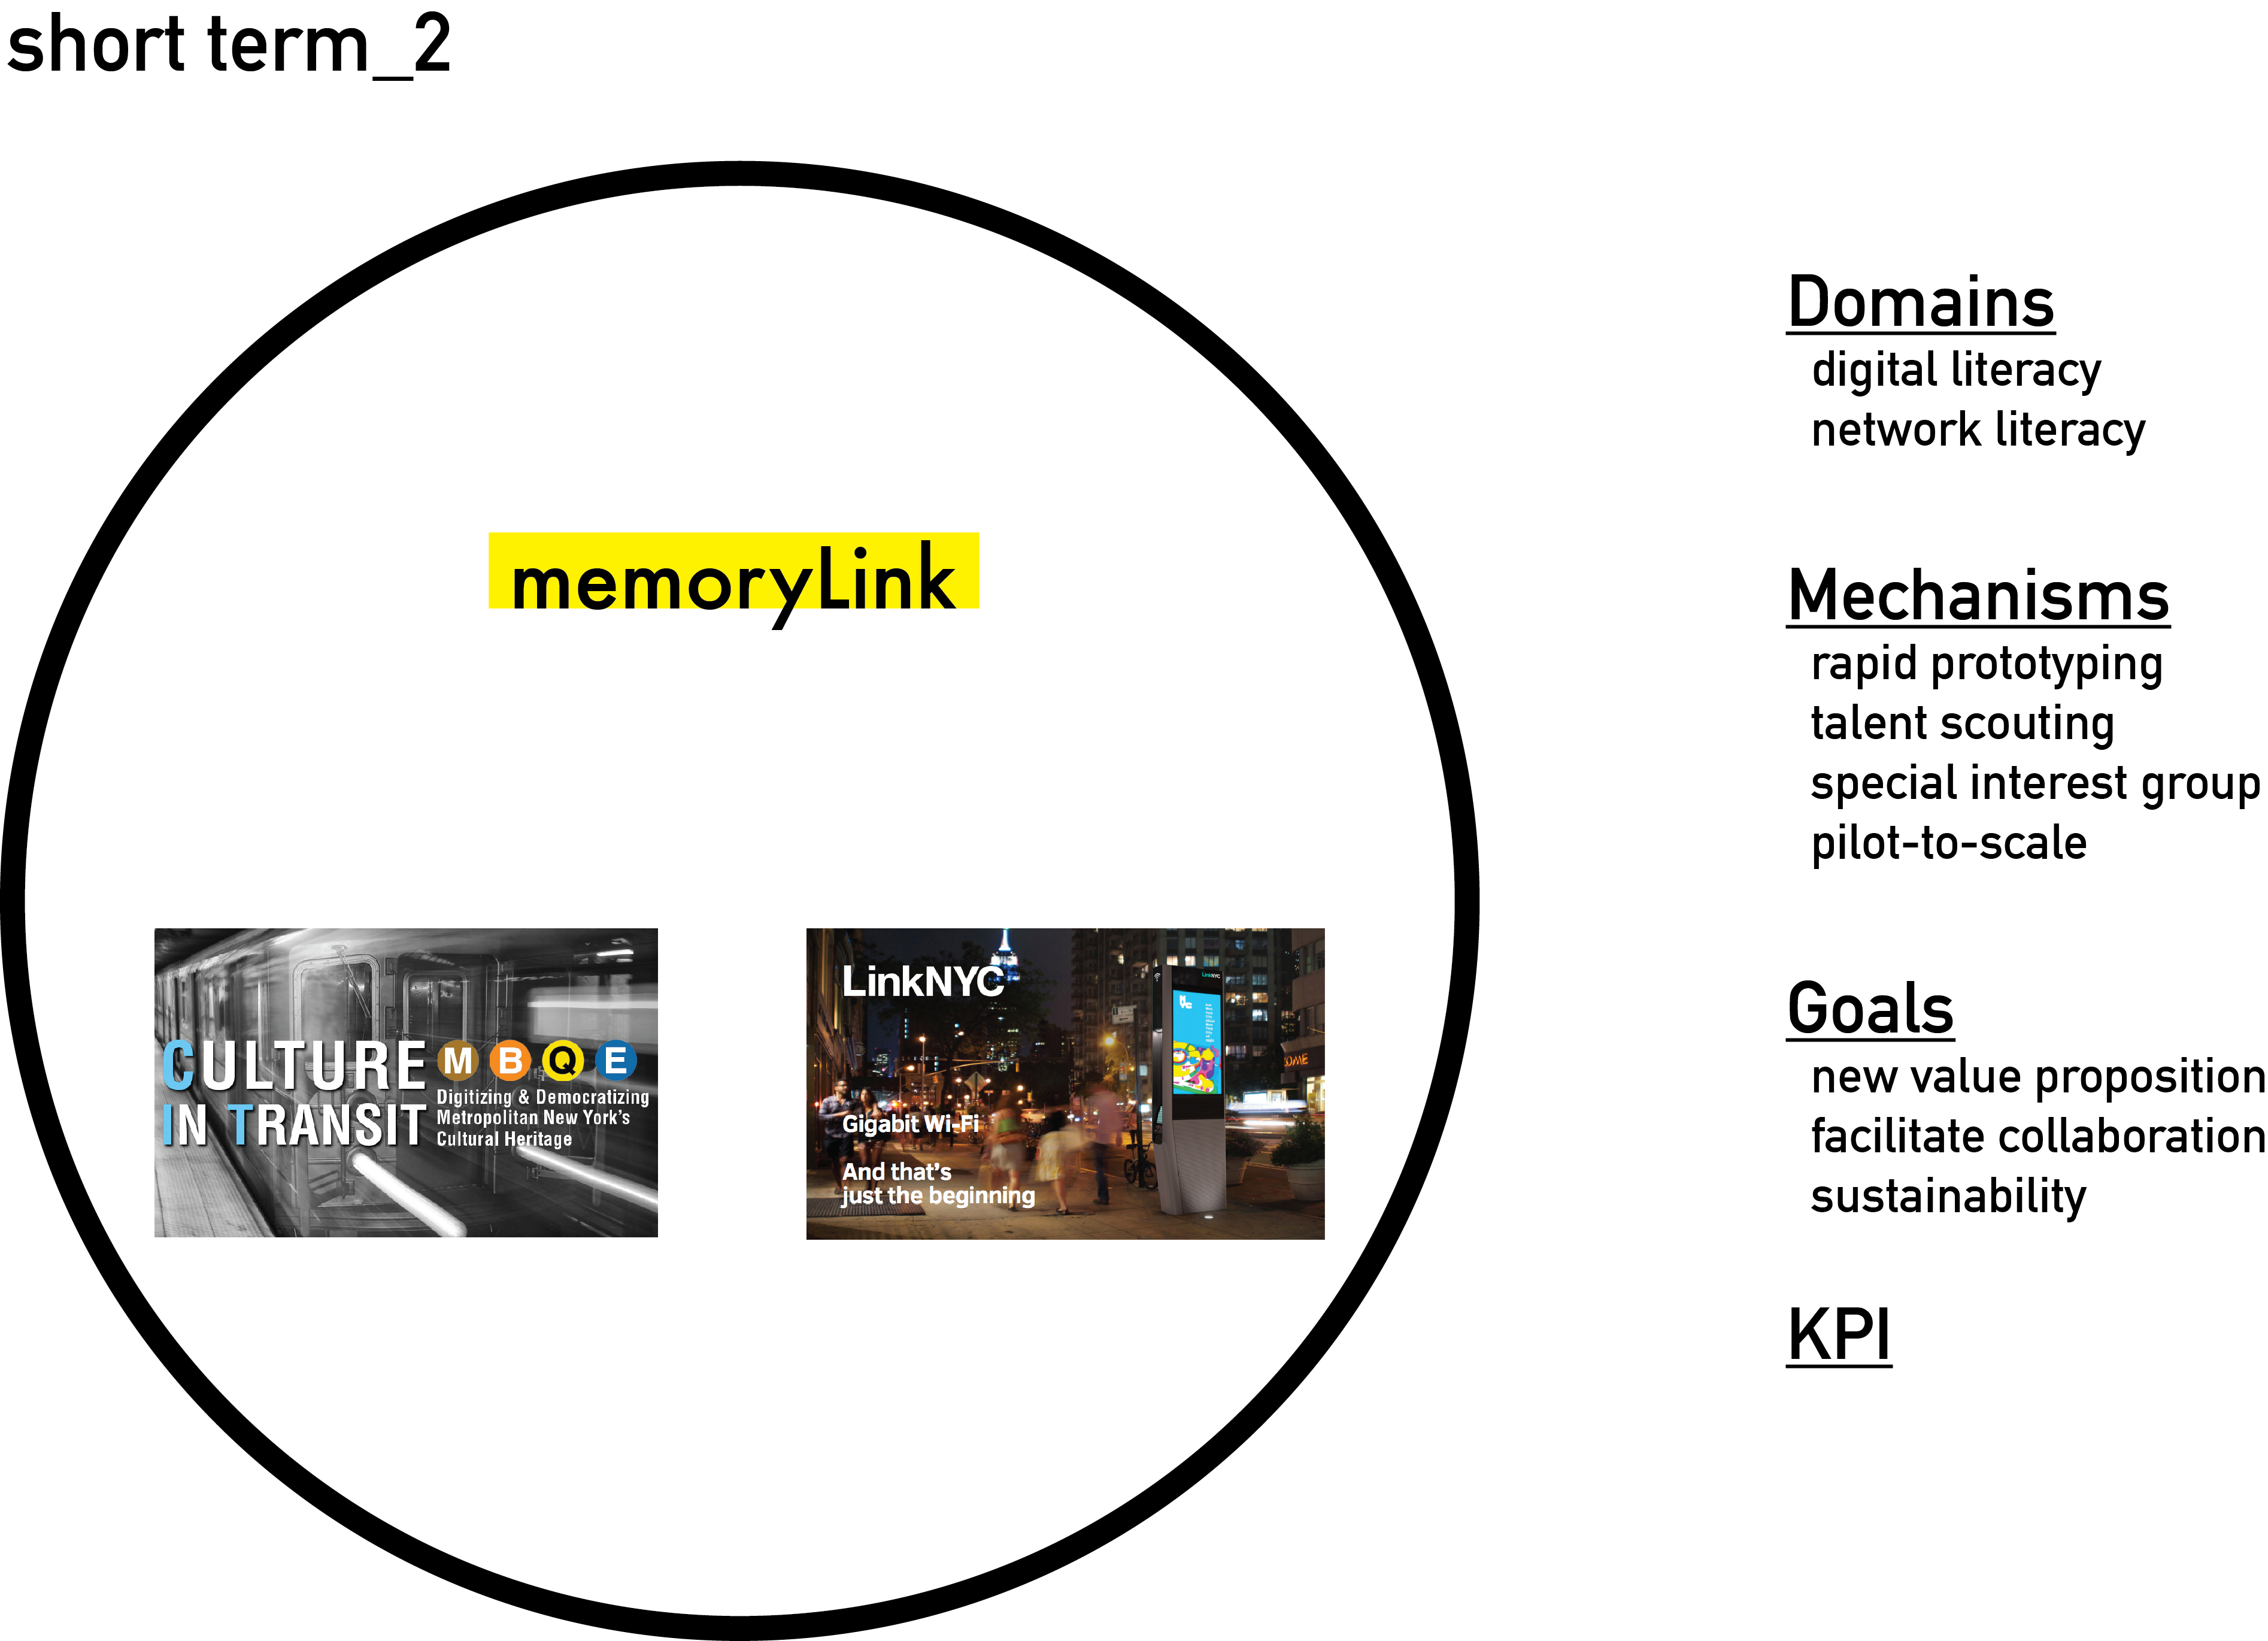 short term_2
memoryLink
CULTURE
IN TRANSIT
M B Q E
Digitizing & Democratizing
Metropolitan New York's
Cultural Heritage
LinkNYC
Gigabit Wi-Fi
And that's
just the beginning
LinkNYC
NYC
Domains
digital literacy
network literacy
Mechanisms
rapid prototyping
talent scouting
special interest group
pilot-to-scale
Goals
new value proposition
facilitate collaboration
sustainability
KPI